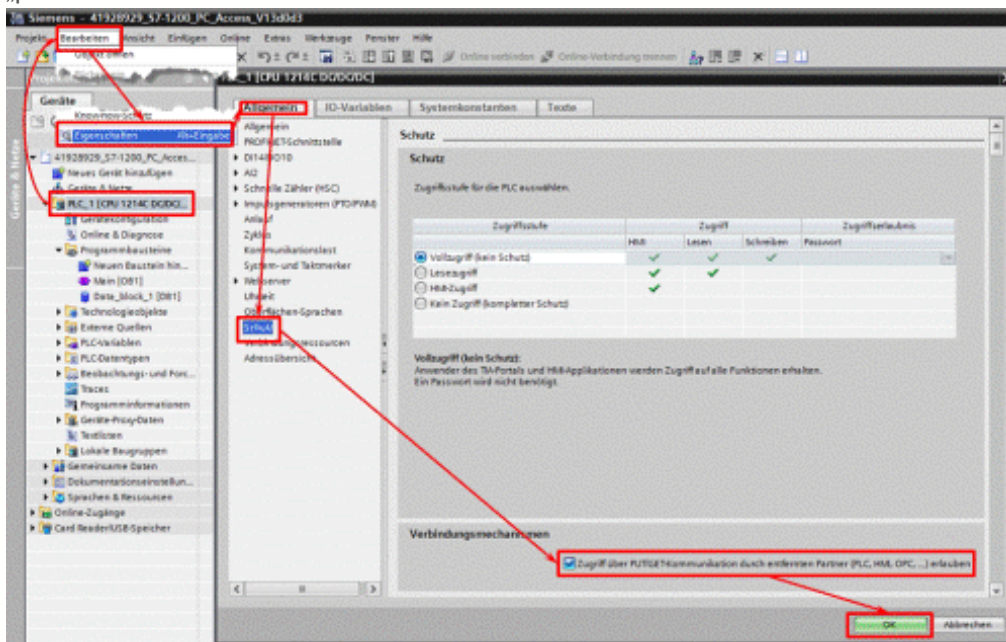 Siemens - 41928929_S7-1200_PC_Access_V13d0d3
Projekt Bearbeiten Ansicht Einfügen Online Extras Werkzeuge Fenster Hilfe
Objekt öffnen
Online verbinden Online-Verbindung trennen
_1 [CPU 1214C DC/DC/DC]
Geräte
Know-how-Schutz
Eigenschaften Alt+Eingabe
41928929_S7-1200_PC_Acces...
Neues Gerät hinzufügen
Geräte & Netze
PLC_1 [CPU 1214C DC/DC/...
Gerätekonfiguration
Online & Diagnose
Programmbausteine
Neuen Baustein hin...
Main [OB1]
Data_block_1 [DB1]
Technologieobjekte
Externe Quellen
PLC-Variablen
PLC-Datentypen
Beobachtungs- und Forc...
Traces
Programminformationen
Geräte-Proxy-Daten
Textlisten
Lokale Baugruppen
Gemeinsame Daten
Dokumentationseinstellun...
Sprachen & Ressourcen
Online-Zugänge
Card Reader/USB-Speicher
Geräte & Netze
Allgemein IO-Variablen Systemkonstanten Texte
Allgemein
PROFINET-Schnittstelle
DI14/DO10
AI2
Schnelle Zähler (HSC)
Impulsgeneratoren (PTO/PWM)
Anlauf
Zyklus
Kommunikationslast
System- und Taktmerker
Webserver
Uhrzeit
Oberflächen-Sprachen
Schutz
Verbindungsressourcen
Adressübersicht
Schutz
Schutz
Zugriffsstufe für die PLC auswählen.
Zugriffsstufe Zugriff Zugriffserlaubnis
HMI Lesen Schreiben Passwort
Vollzugriff (kein Schutz)
Lesezugriff
HMI-Zugriff
Kein Zugriff (kompletter Schutz)
Vollzugriff (kein Schutz):
Anwender des TIA-Portals und HMI-Applikationen werden Zugriff auf alle Funktionen erhalten.
Ein Passwort wird nicht benötigt.
Verbindungsmechanismen
Zugriff über PUT/GET-Kommunikation durch entfernten Partner (PLC, HMI, OPC, ...) erlauben
OK Abbrechen